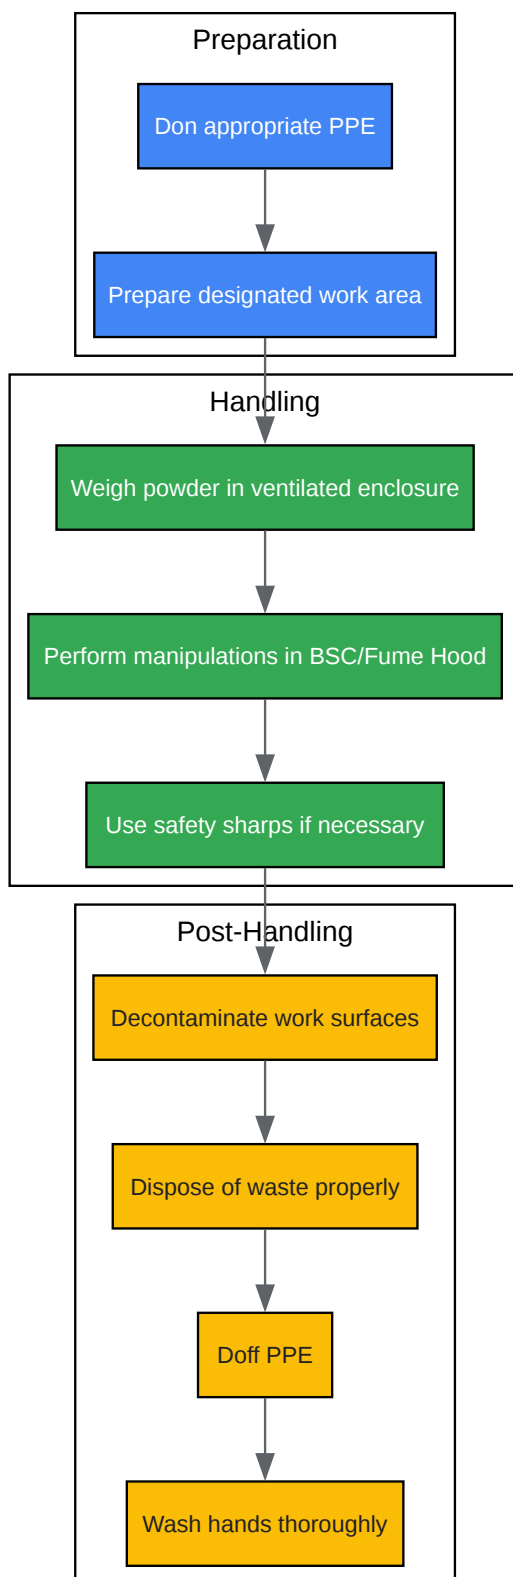 Preparation
Don appropriate PPE
Prepare designated work area
Handling
Weigh powder in ventilated enclosure
Perform manipulations in BSC/Fume Hood
Use safety sharps if necessary
Post-Handling
Decontaminate work surfaces
Dispose of waste properly
Doff PPE
Wash hands thoroughly